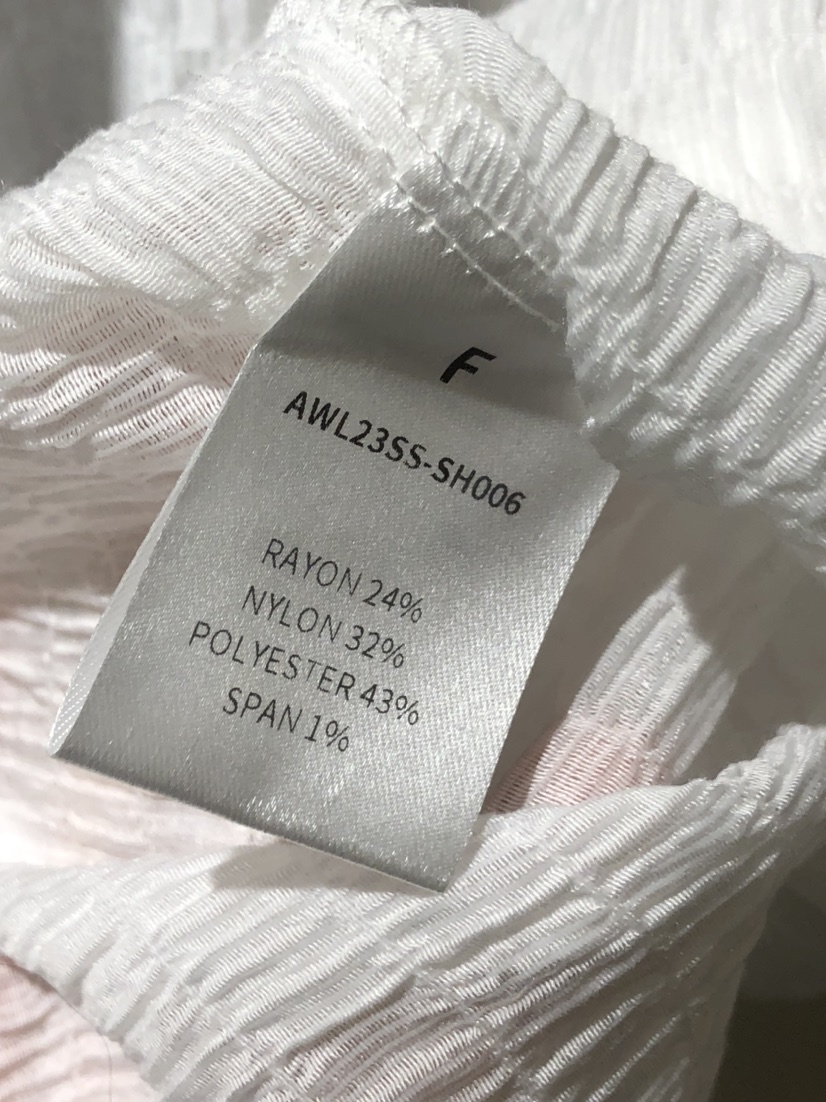 F
AWL23SS-SH006
RAYON 24%
NYLON 32%
POLYESTER 43%
SPAN 1%